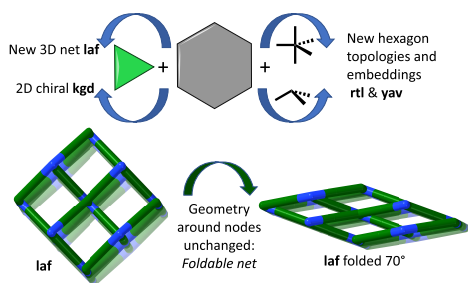 New 3D net laf
2D chiral kgd
+
+
New hexagon
topologies and
embeddings
rtl & yav
Geometry
around nodes
unchanged:
Foldable net
laf
laf folded 70°